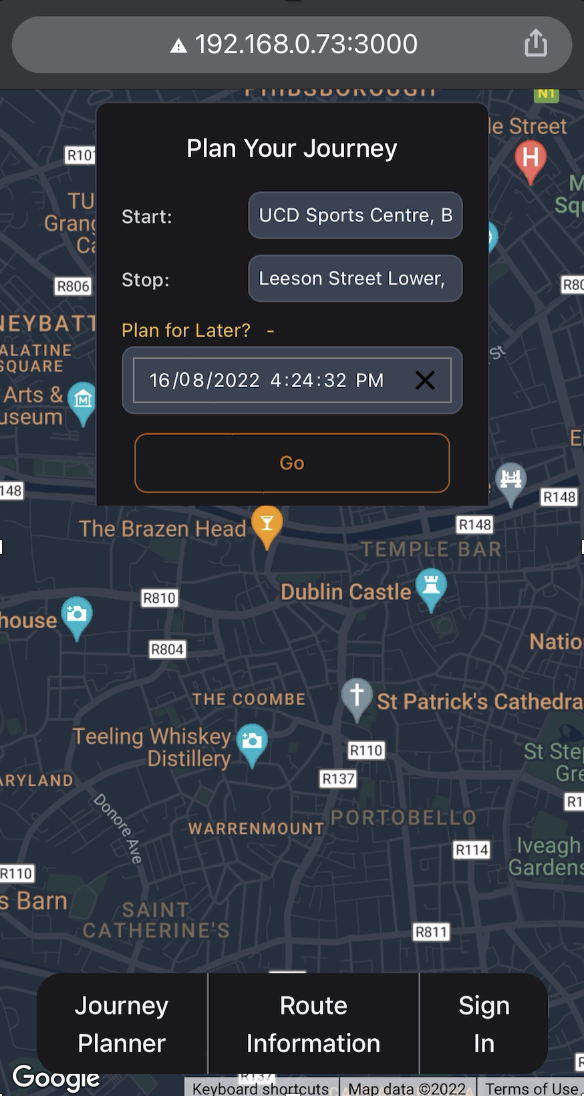 192.168.0.73:3000
PHIBSBOROUGH
N1
le Street
R101
Plan Your Journey
H
M
Squ
TU
Grang
Ca
Start:
UCD Sports Centre, B
R806
Stop:
Leeson Street Lower,
R80
NEYBATT
Plan for Later? -
ALATINE
SQUARE
St
Arts &
useum
16/08/2022 4:24:32 PM
E
Go
148
R148
The Brazen Head
R148
TEMPLE BAR
Dublin Castle
R810
house
R804
Natio
THE COOMBE
St Patrick's Cathedra
Teeling Whiskey
Distillery
R110
St Ste
Gre
ARYLAND
R137
R1
Donore Ave
WARRENMOUNT
PORTOBELLO
R114
Iveagh
Gardens
R110
s Barn
SAINT
CATHERINE'S
R811
Journey
Planner
Route
Information
Sign
In
Google
R137
Keyboard shortcuts
Map data ©2022
Terms of Use